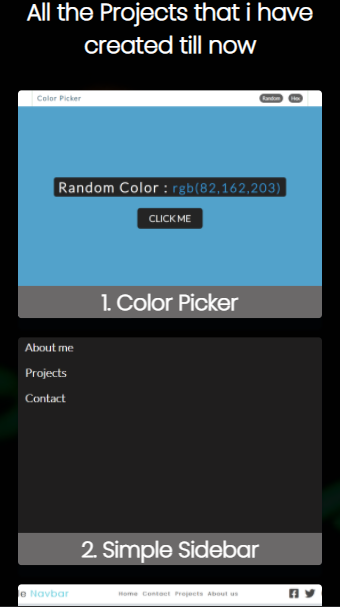 All the Projects that i have
created till now
Color Picker
Random Hex
Random Color : rgb(82,162,203)
CLICK ME
1. Color Picker
About me
Projects
Contact
2. Simple Sidebar
le Navbar Home Contact Projects About us